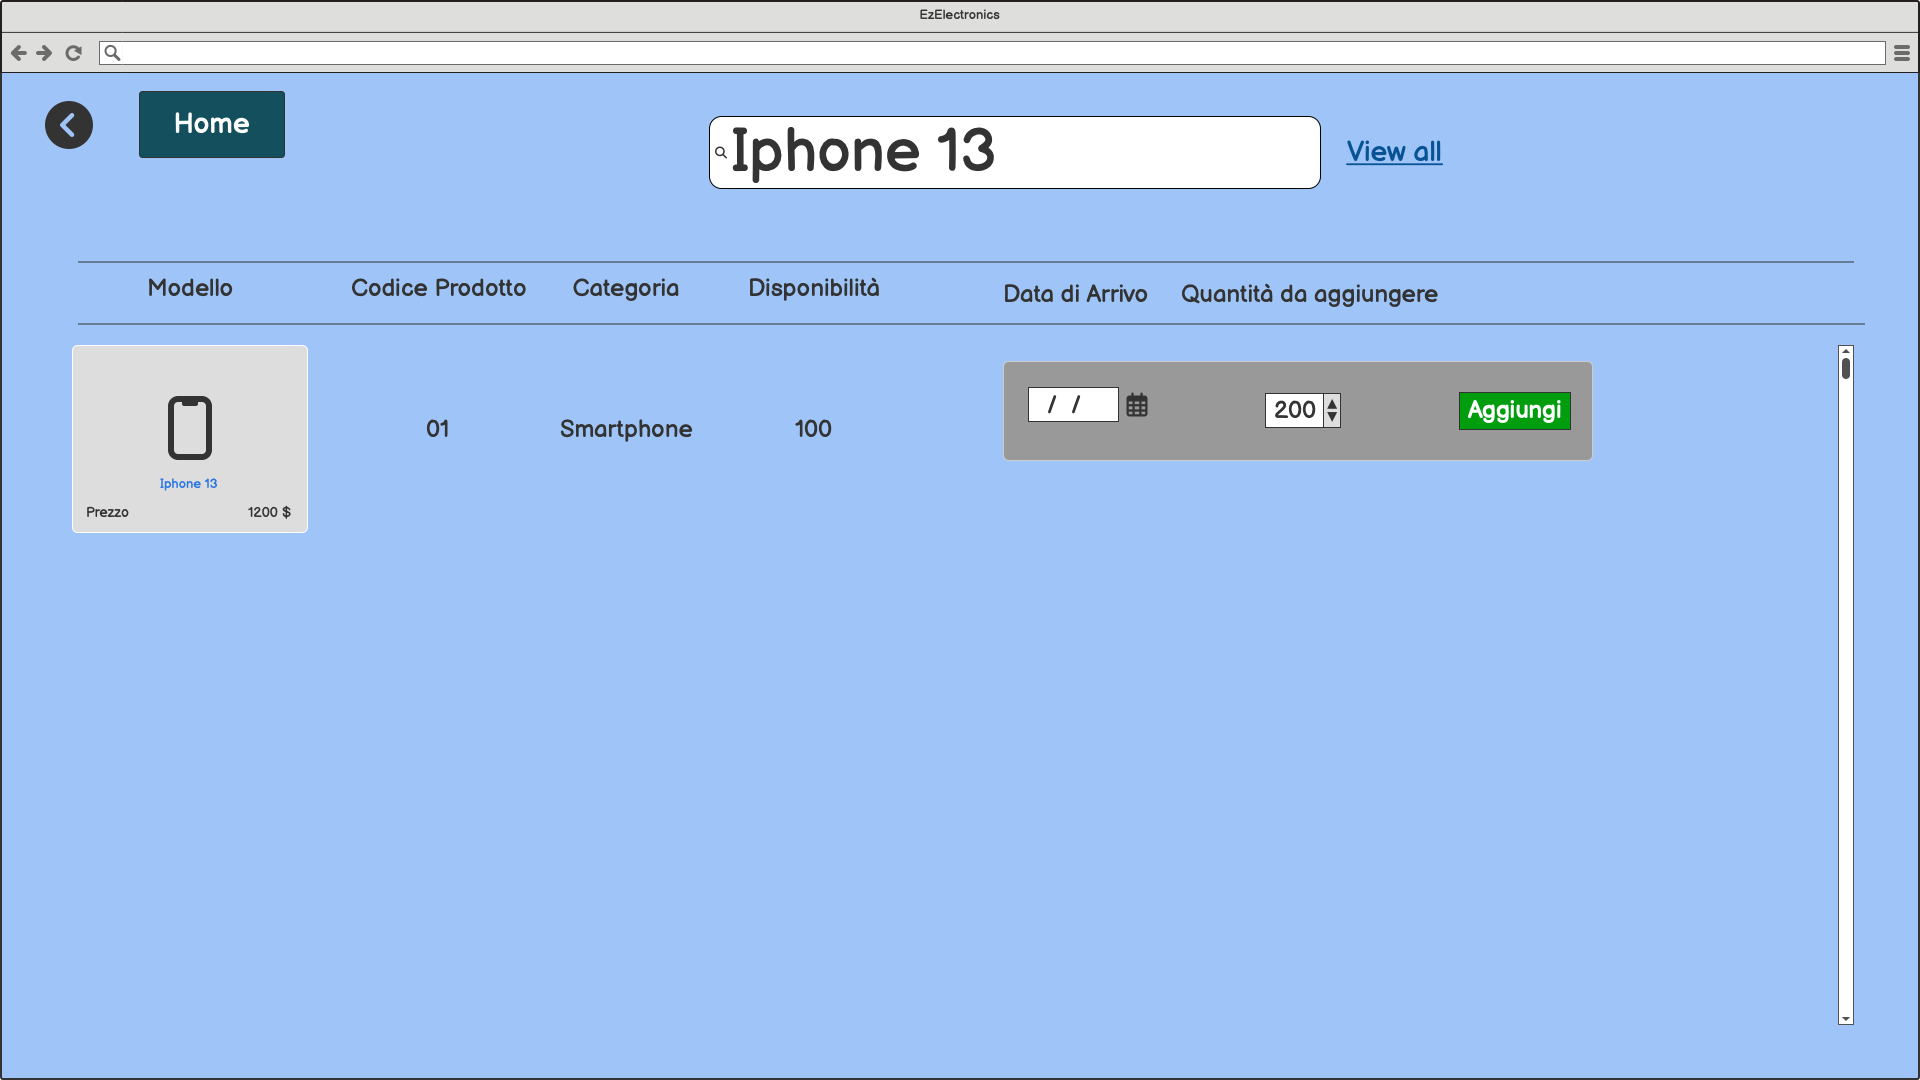 EzElectronics
Home
Iphone 13
View all
Modello Codice Prodotto Categoria Disponibilità Data di Arrivo Quantità da aggiungere
01 Smartphone 100 / / 200 Aggiungi
Iphone 13
Prezzo 1200 $